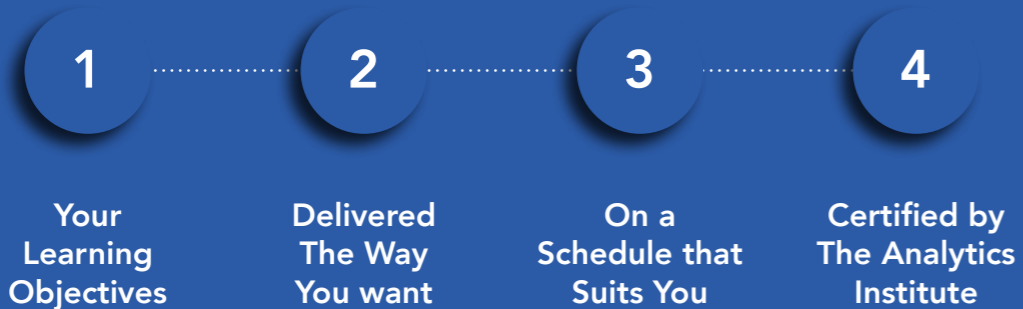 1
2
3
4
Your
Learning
Objectives
Delivered
The Way
You want
On a
Schedule that
Suits You
Certified by
The Analytics
Institute